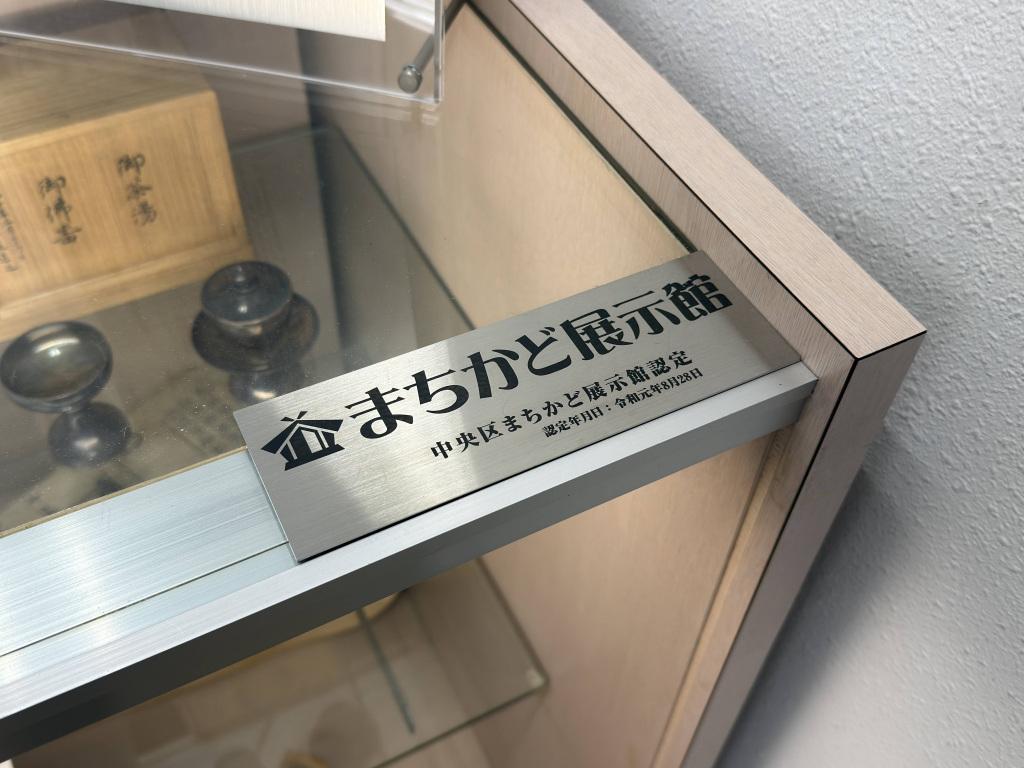 まちかど展示館
中央区まちかど展示館認定
認定年月日：令和元年8月28日
御茶湯
御佛器